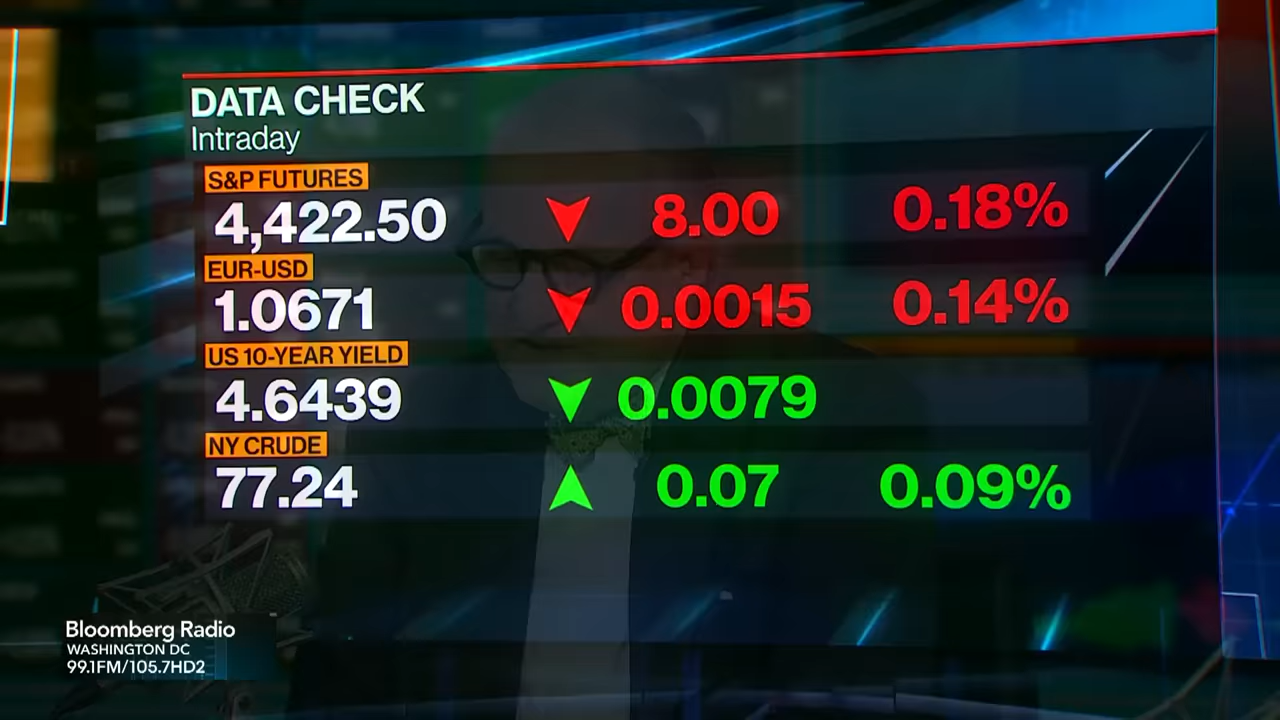 DATA CHECK
Intraday
S&P FUTURES
4,422.50 ▼ 8.00 0.18%
EUR-USD
1.0671 ▼ 0.0015 0.14%
US 10-YEAR YIELD
4.6439 ▼ 0.0079
NY CRUDE
77.24 ▲ 0.07 0.09%
Bloomberg Radio
WASHINGTON DC
99.1FM/105.7HD2